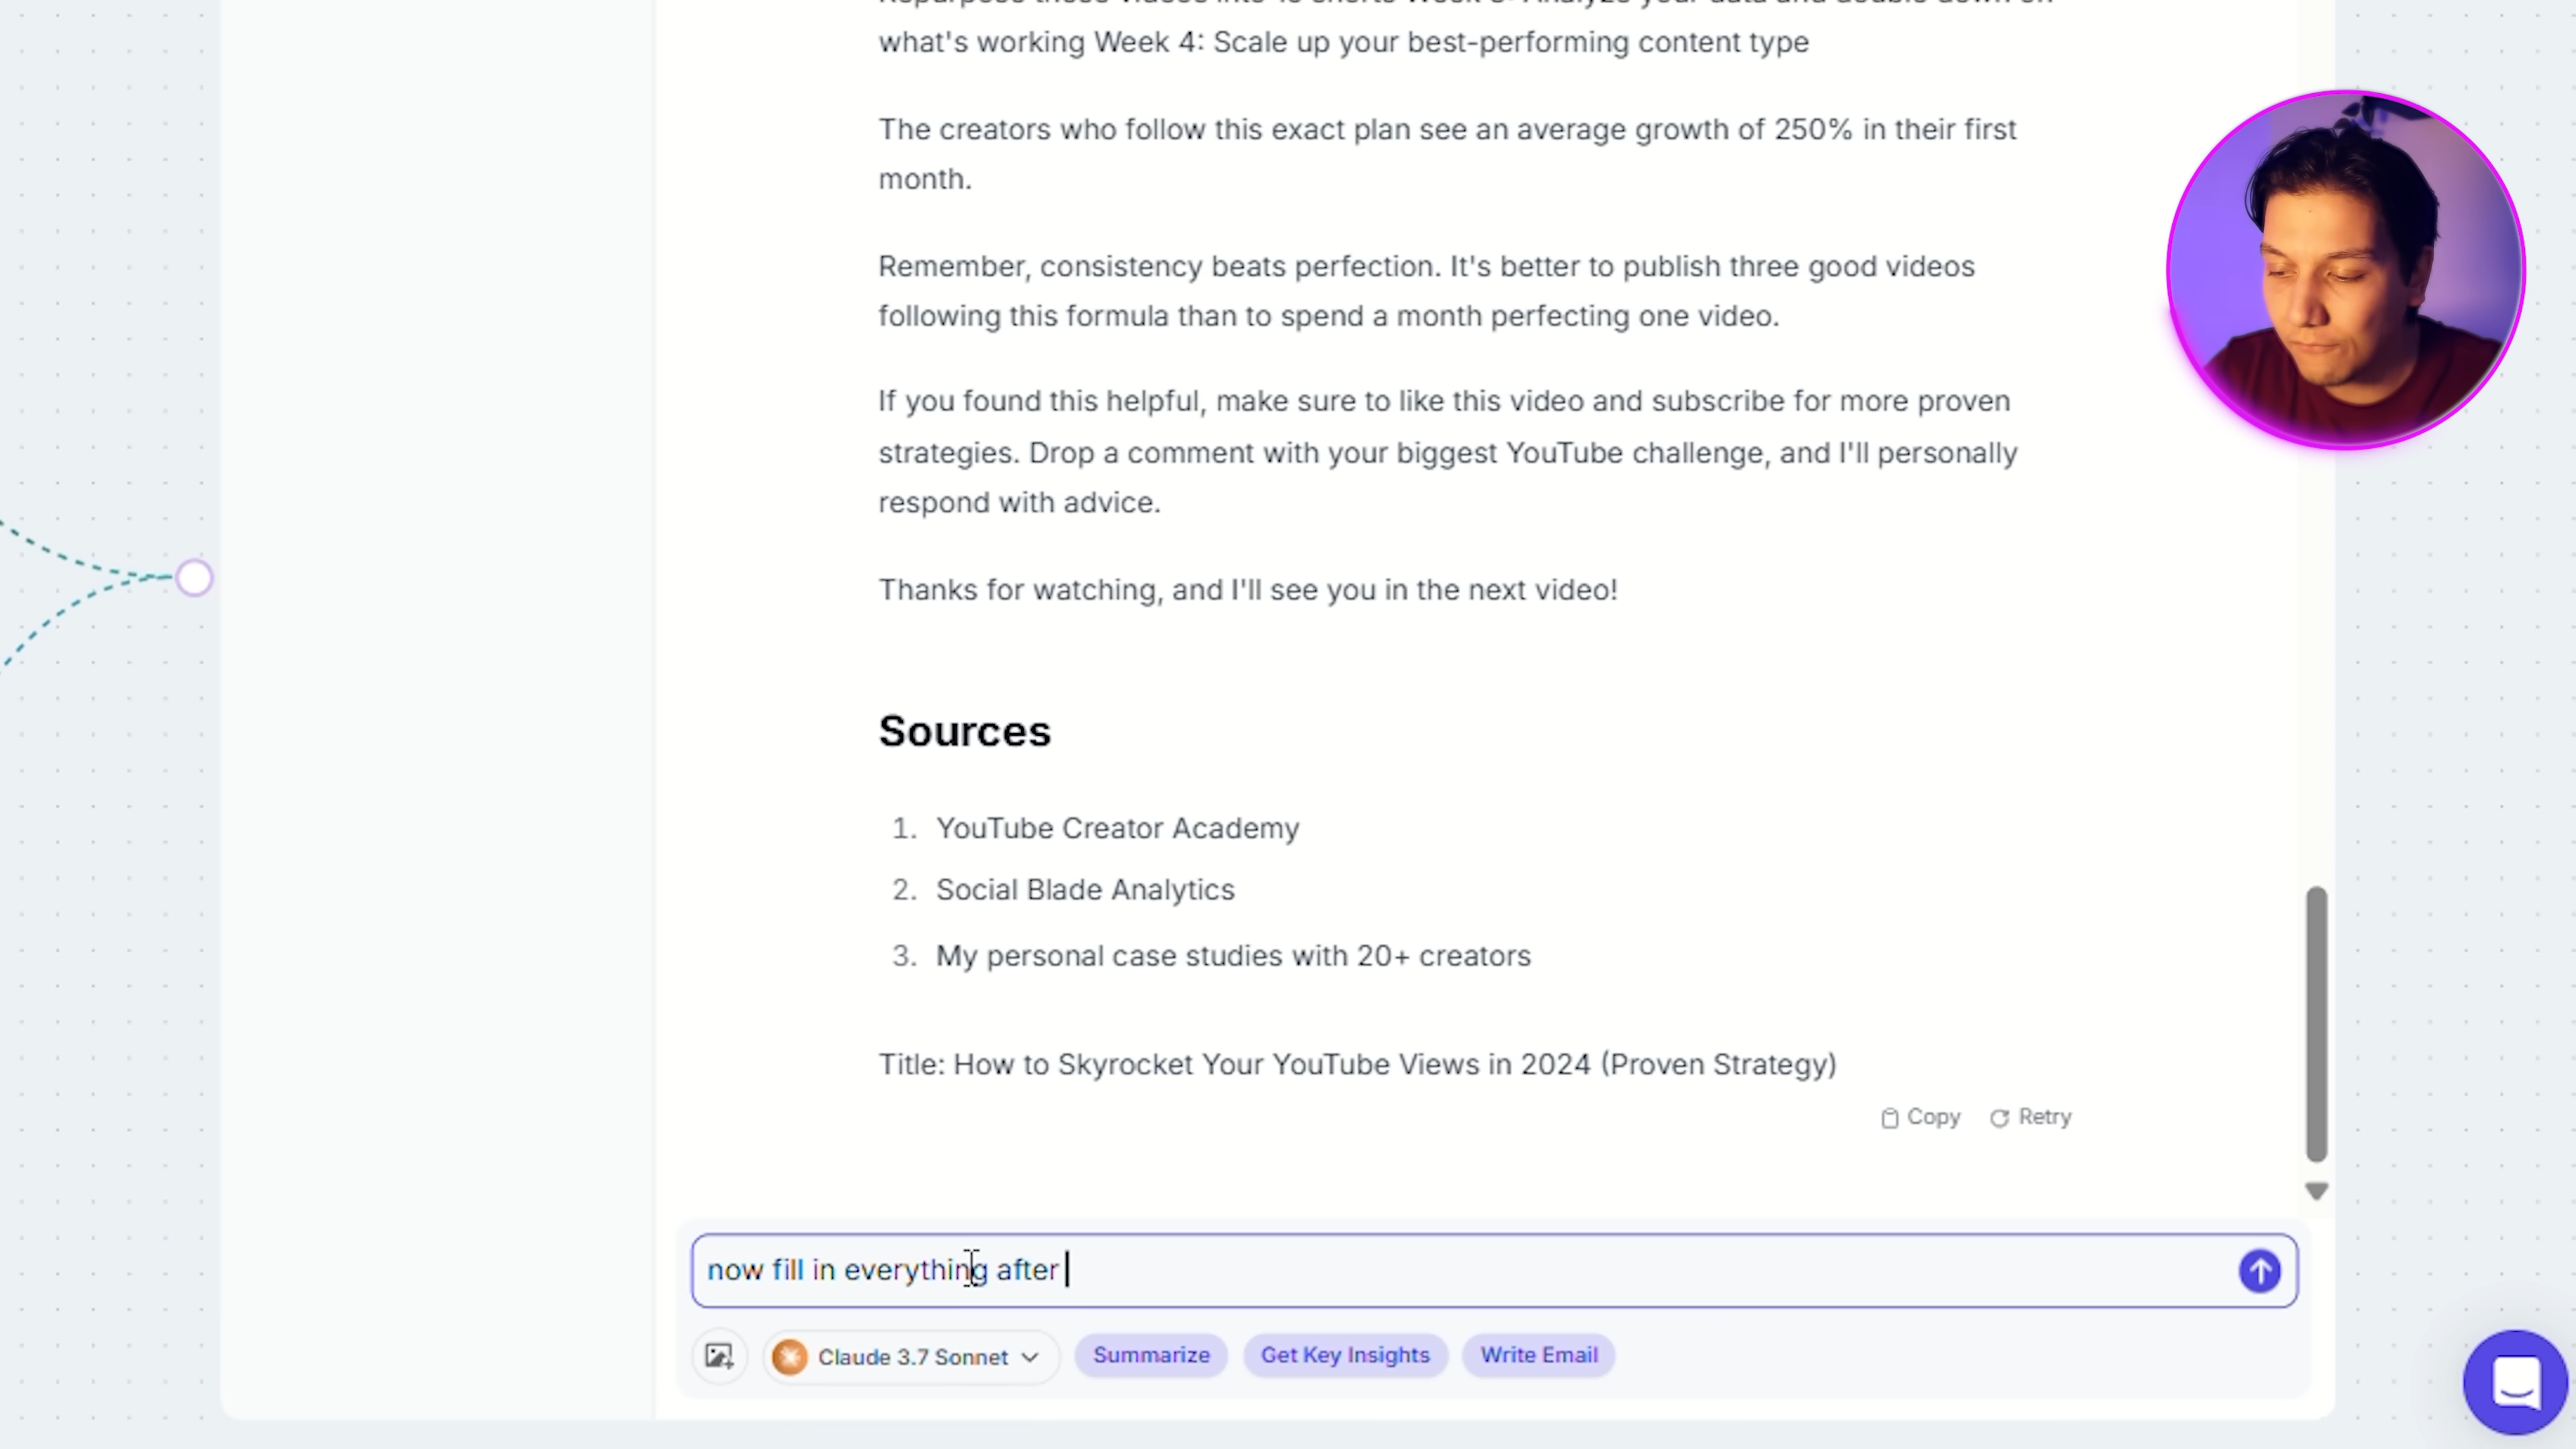 what's working Week 4: Scale up your best-performing content type
The creators who follow this exact plan see an average growth of 250% in their first
month.
Remember, consistency beats perfection. It's better to publish three good videos
following this formula than to spend a month perfecting one video.
If you found this helpful, make sure to like this video and subscribe for more proven
strategies. Drop a comment with your biggest YouTube challenge, and I'll personally
respond with advice.
Thanks for watching, and I'll see you in the next video!
Sources
1. YouTube Creator Academy
2. Social Blade Analytics
3. My personal case studies with 20+ creators
Title: How to Skyrocket Your YouTube Views in 2024 (Proven Strategy)
Copy Retry
now fill in everything after
Claude 3.7 Sonnet Summarize Get Key Insights Write Email